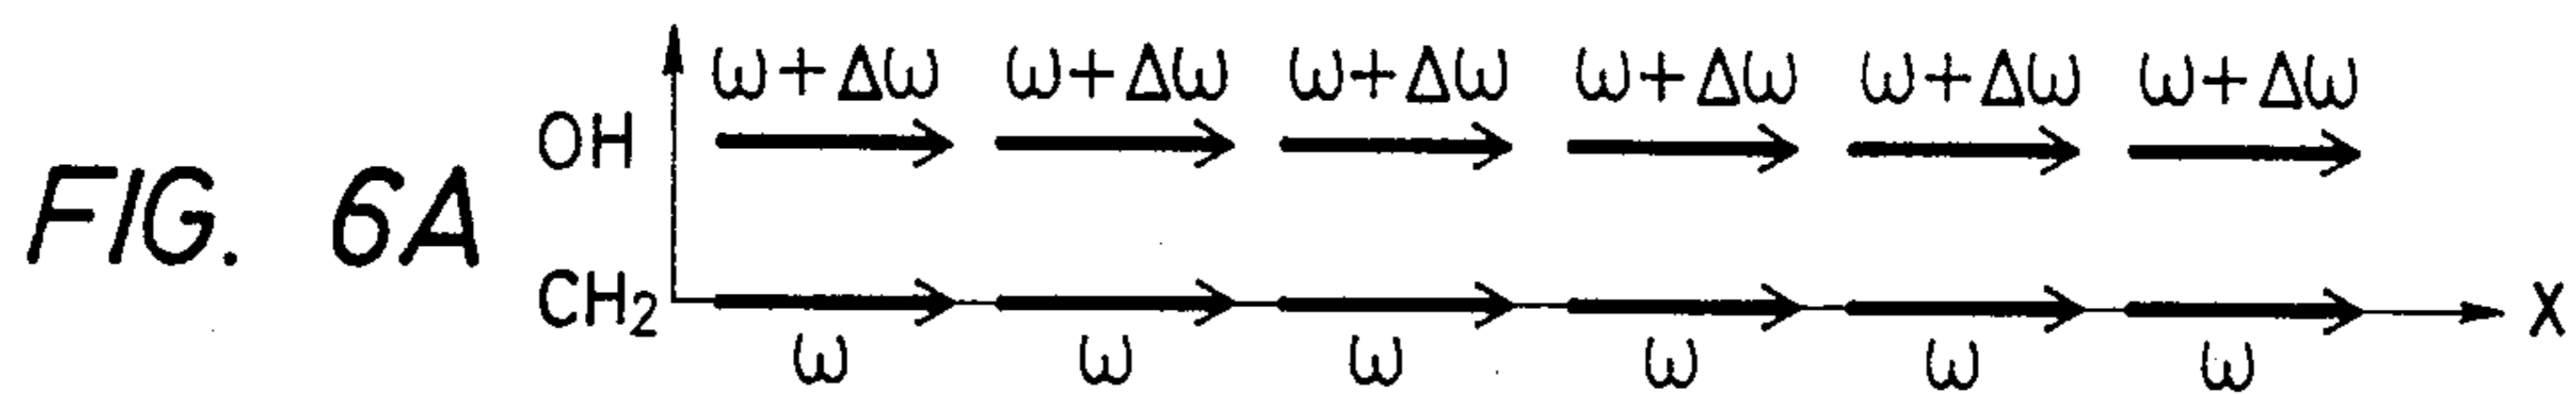 ω+Δω ω+Δω ω+Δω ω+Δω ω+Δω ω+Δω
OH
FIG. 6A
CH₂ X
ω ω ω ω ω ω